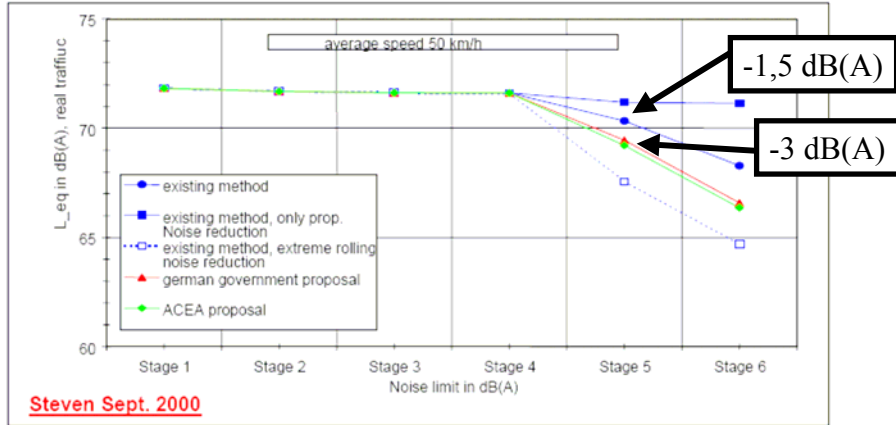 75
average speed 50 km/h
-1,5 dB(A)
70
-3 dB(A)
L_eq in dB(A), real traffiuc
existing method
existing method, only prop.
Noise reduction
existing method, extreme rolling
noise reduction
german government proposal
ACEA proposal
65
60
Stage 1 Stage 2 Stage 3 Stage 4 Stage 5 Stage 6
Noise limit in dB(A)
Steven Sept. 2000